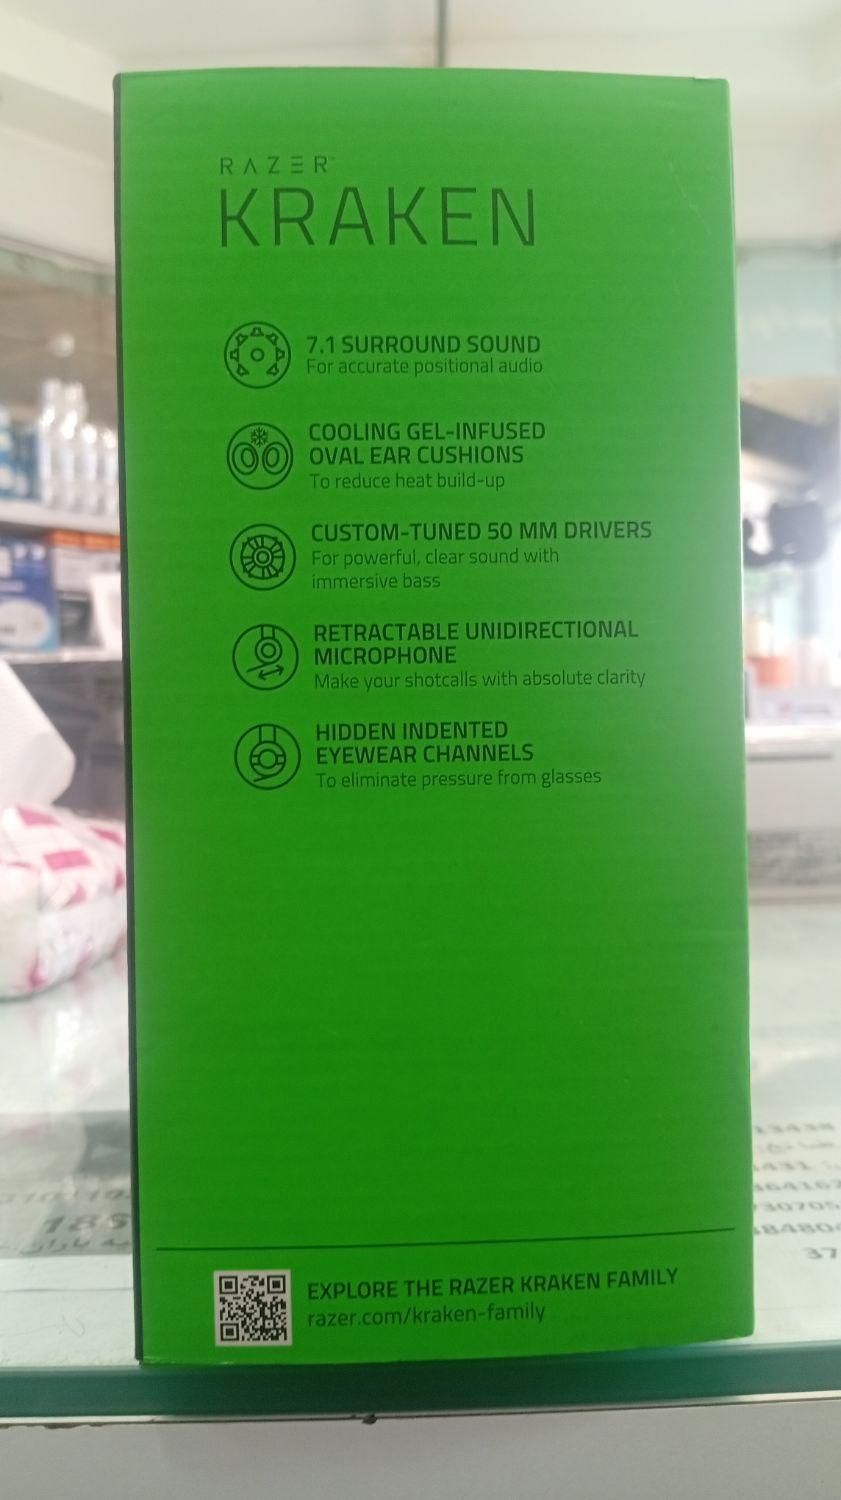 RAZER™
KRAKEN
7.1 SURROUND SOUND
For accurate positional audio
COOLING GEL-INFUSED
OVAL EAR CUSHIONS
To reduce heat build-up
CUSTOM-TUNED 50 MM DRIVERS
For powerful, clear sound with
immersive bass
RETRACTABLE UNIDIRECTIONAL
MICROPHONE
Make your shotcalls with absolute clarity
HIDDEN INDENTED
EYEWEAR CHANNELS
To eliminate pressure from glasses
EXPLORE THE RAZER KRAKEN FAMILY
razer.com/kraken-family